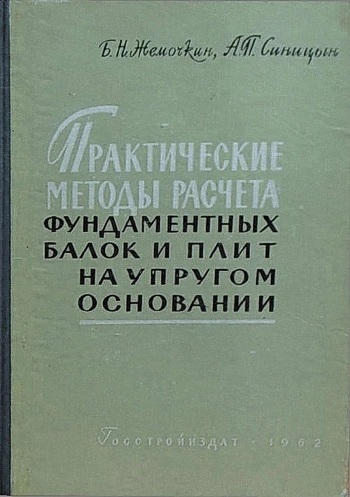 Б.Н.Жемочкин, А.П.Синицын
ПРАКТИЧЕСКИЕ
МЕТОДЫ РАСЧЕТА
ФУНДАМЕНТНЫХ
БАЛОК И ПЛИТ
НА УПРУГОМ
ОСНОВАНИИ
ГОССТРОЙИЗДАТ · 1962